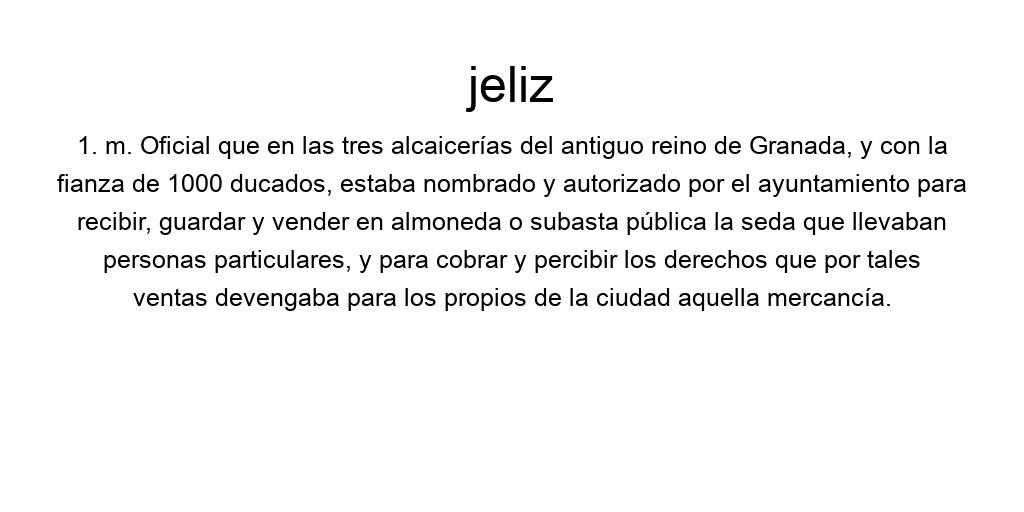 jeliz
1. m. Oficial que en las tres alcaicerías del antiguo reino de Granada, y con la
fianza de 1000 ducados, estaba nombrado y autorizado por el ayuntamiento para
recibir, guardar y vender en almoneda o subasta pública la seda que llevaban
personas particulares, y para cobrar y percibir los derechos que por tales
ventas devengaba para los propios de la ciudad aquella mercancía.